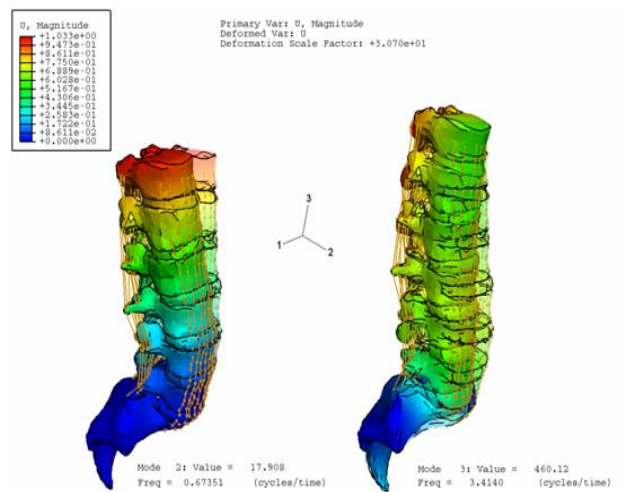 U, Magnitude
+1.033e+00
+9.473e-01
+8.611e-01
+7.750e-01
+6.889e-01
+6.028e-01
+5.167e-01
+4.306e-01
+3.445e-01
+2.583e-01
+1.722e-01
+8.611e-02
+0.000e+00
Primary Var: U, Magnitude
Deformed Var: U
Deformation Scale Factor: +3.070e+01
3
1
2
Mode 2: Value = 17.908
Freq = 0.67351 (cycles/time)
Mode 3: Value = 460.12
Freq = 3.4140 (cycles/time)